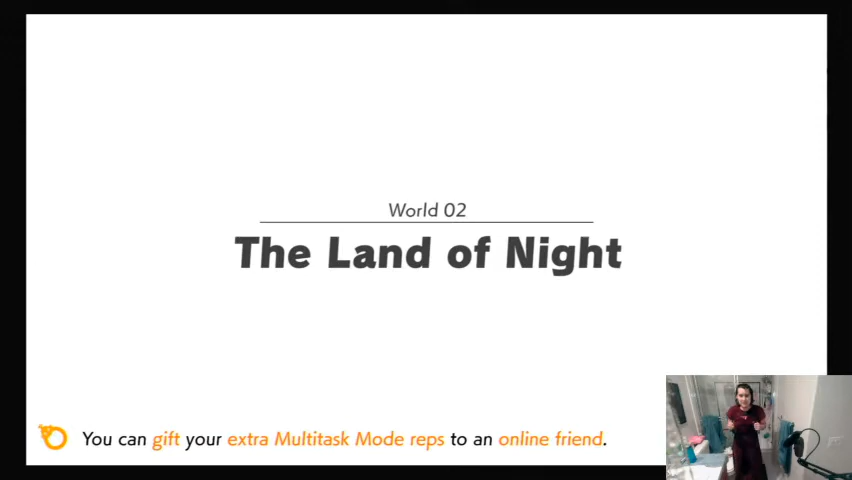 World 02
The Land of Night
You can gift your extra Multitask Mode reps to an online friend.